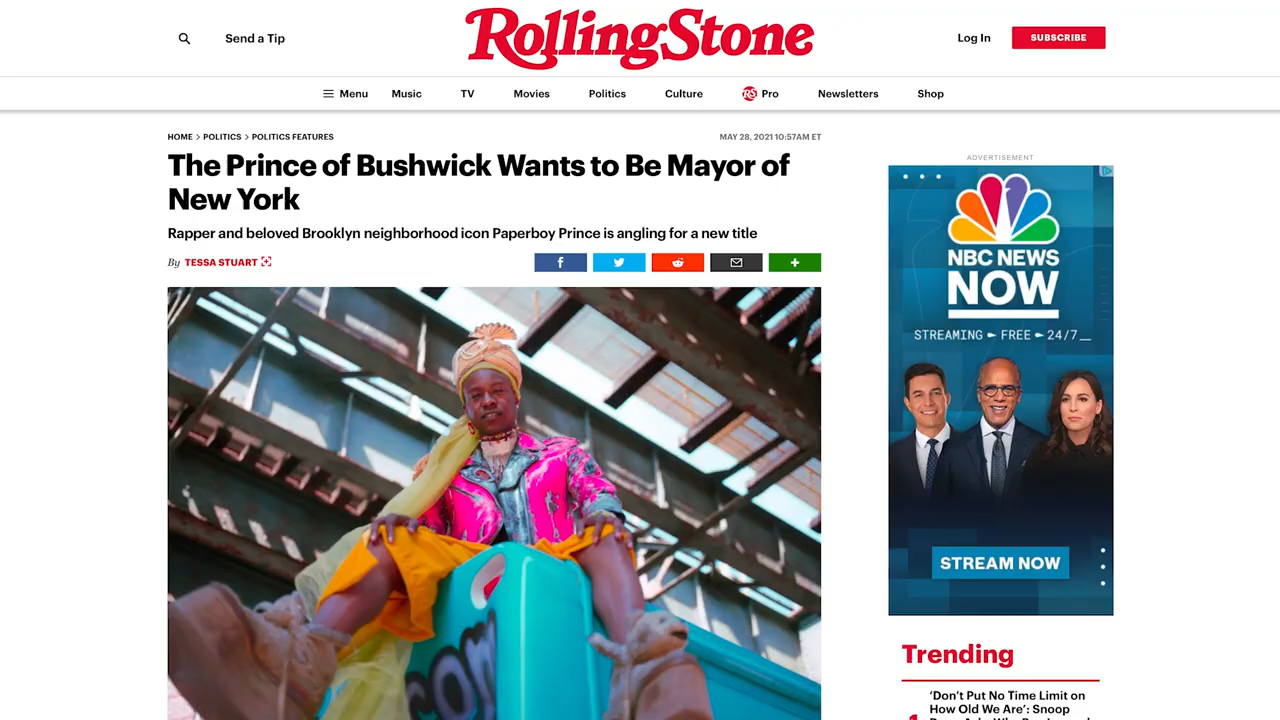 Send a Tip
RollingStone
Log In
SUBSCRIBE
Menu
Music
TV
Movies
Politics
Culture
RS Pro
Newsletters
Shop
HOME > POLITICS > POLITICS FEATURES
MAY 28, 2021 10:57AM ET
The Prince of Bushwick Wants to Be Mayor of
New York
Rapper and beloved Brooklyn neighborhood icon Paperboy Prince is angling for a new title
By TESSA STUART
ADVERTISEMENT
NBC NEWS
NOW
STREAMING ► FREE ► 24/7_
STREAM NOW
Trending
'Don't Put No Time Limit on
How Old We Are': Snoop